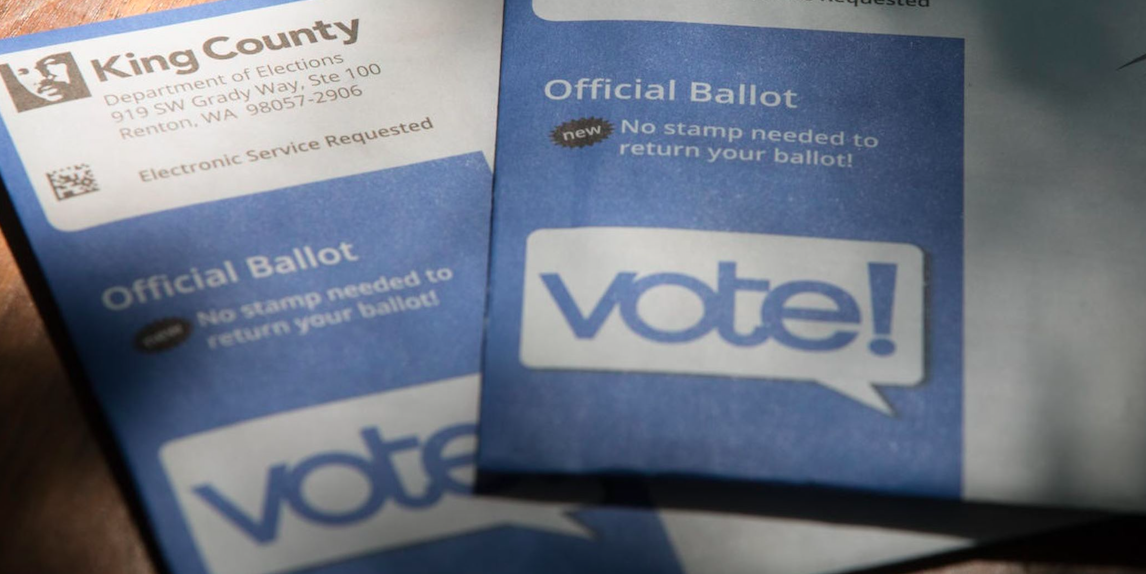 King County
Department of Elections
919 SW Grady Way, Ste 100
Renton, WA 98057-2906
Electronic Service Requested
Official Ballot
new No stamp needed to
return your ballot!
vote
Requested
Official Ballot
new No stamp needed to
return your ballot!
vote!